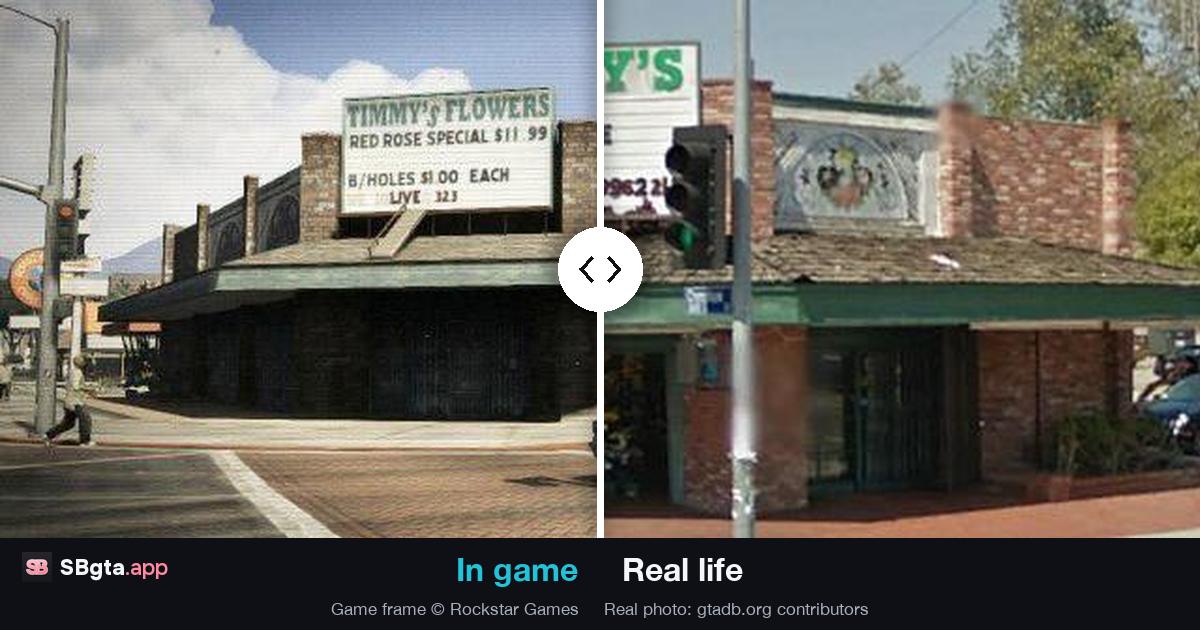 TIMMY'S FLOWERS
RED ROSE SPECIAL $11 99
B/HOLES $1 00 EACH
LIVE 323
Y'S
SB
SBgta.app
In game
Real life
Game frame © Rockstar Games
Real photo: gtadb.org contributors